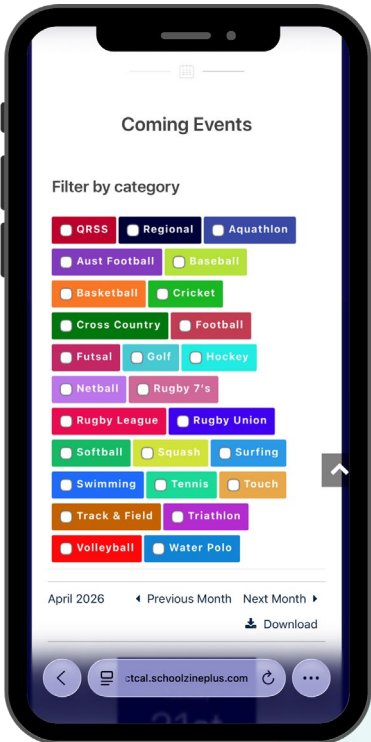 Coming Events
Filter by category
QRSS Regional Aquathlon
Aust Football Baseball
Basketball Cricket
Cross Country Football
Futsal Golf Hockey
Netball Rugby 7's
Rugby League Rugby Union
Softball Squash Surfing
Swimming Tennis Touch
Track & Field Triathlon
Volleyball Water Polo
April 2026 Previous Month Next Month
Download
ctcal.schoolzineplus.com
21st